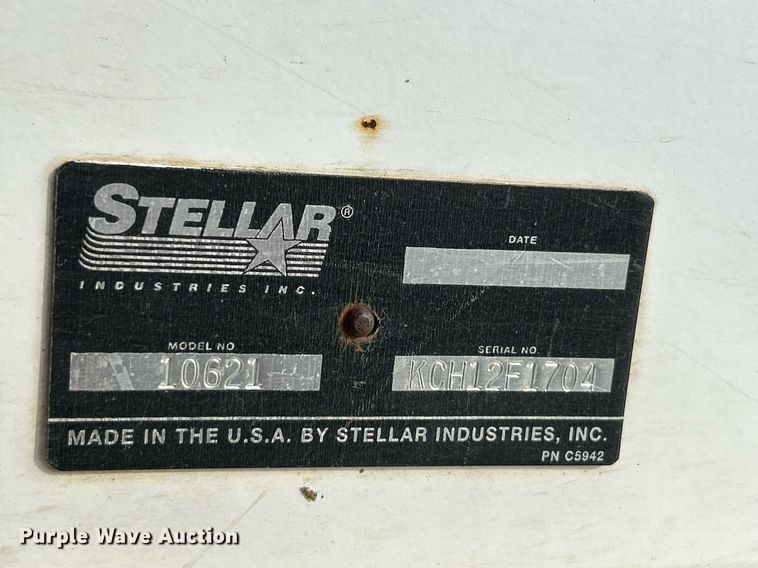 STELLAR®
INDUSTRIES INC.
DATE
MODEL NO.
10621
SERIAL NO.
KCH12F1704
MADE IN THE U.S.A. BY STELLAR INDUSTRIES, INC.
PN C5942
Purple Wave Auction